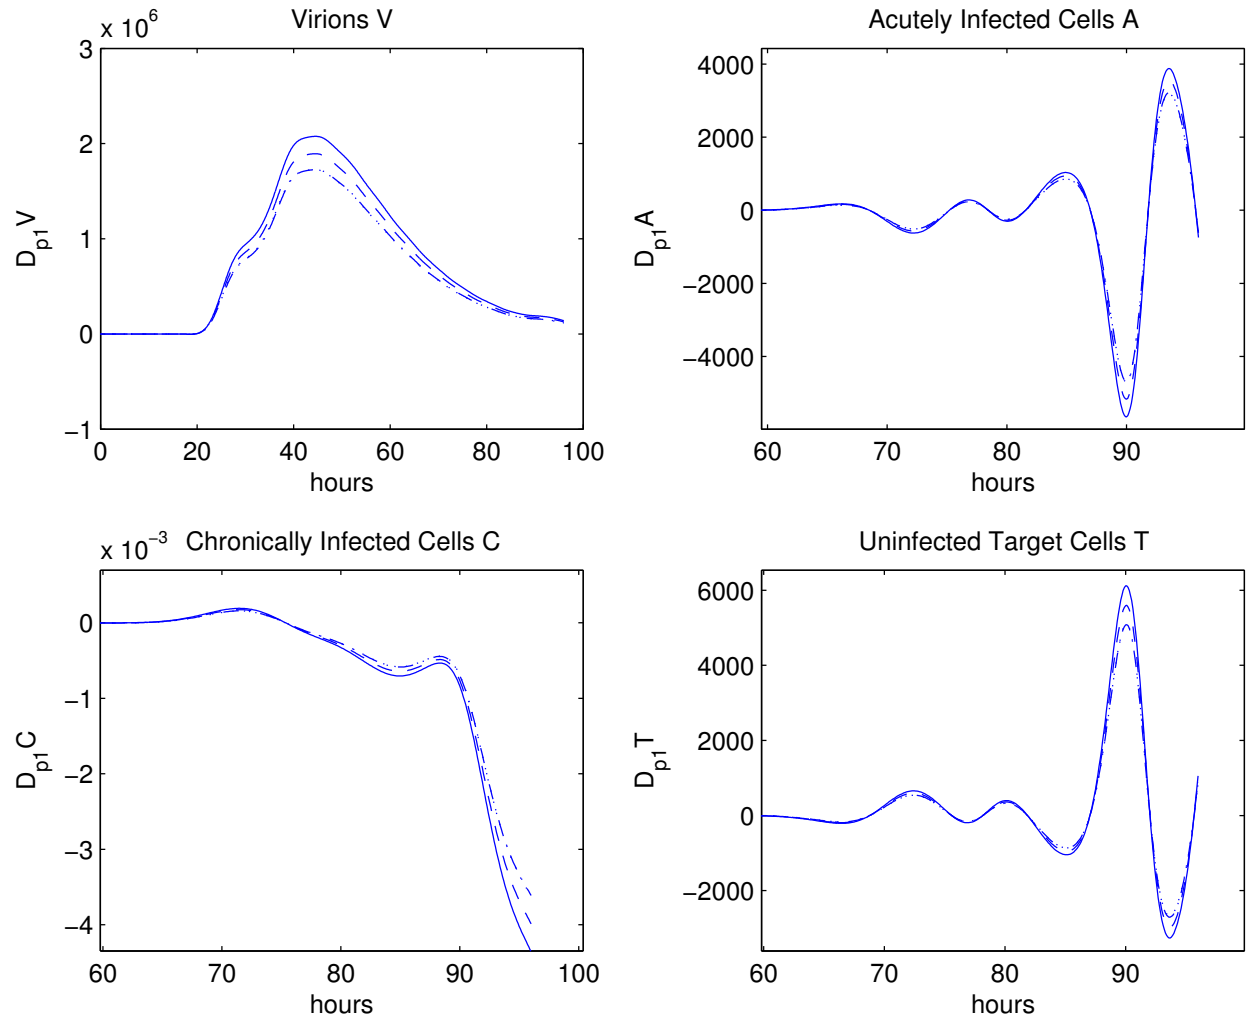 Virions V
x 10^6
3
2
1
0
−1
D_p1 V
0 20 40 60 80 100
hours
Acutely Infected Cells A
4000
2000
0
−2000
−4000
D_p1 A
60 70 80 90
hours
Chronically Infected Cells C
x 10^−3
0
−1
−2
−3
−4
D_p1 C
60 70 80 90 100
hours
Uninfected Target Cells T
6000
4000
2000
0
−2000
D_p1 T
60 70 80 90
hours